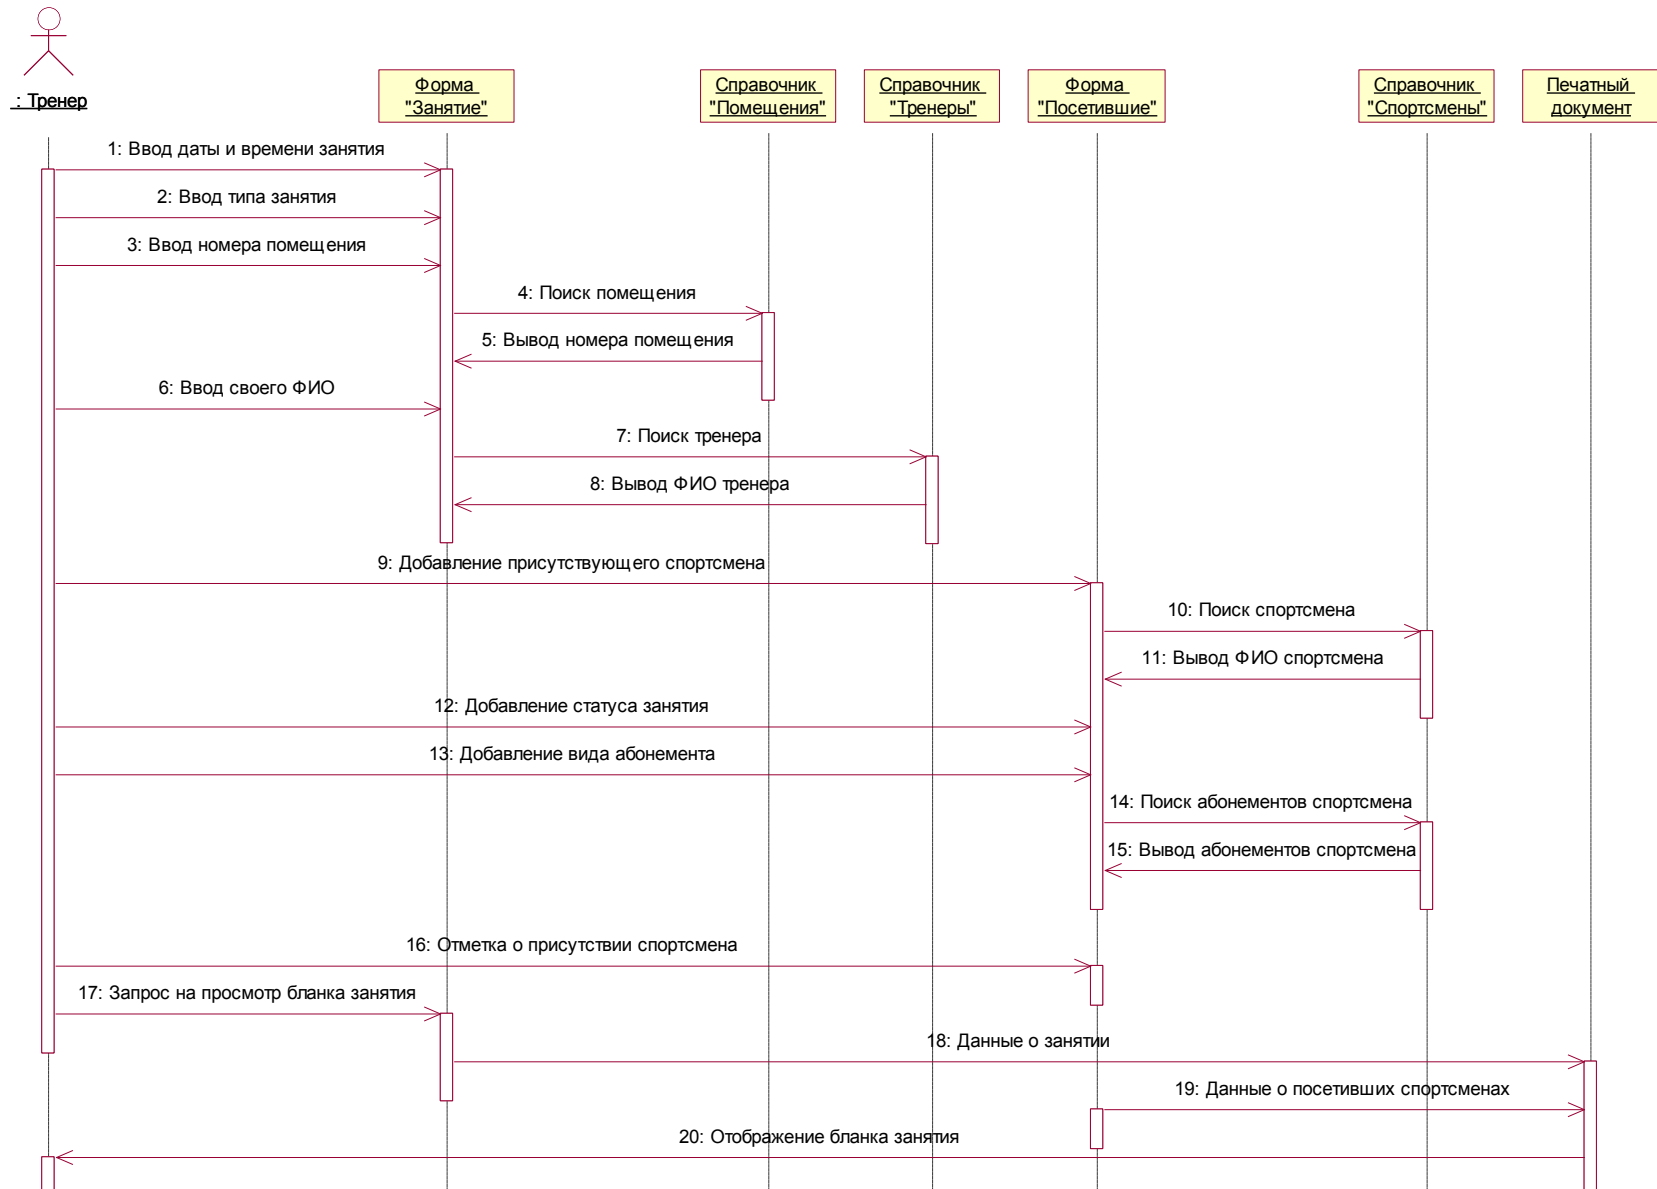 : Тренер
Форма
"Занятие"
Справочник
"Помещения"
Справочник
"Тренеры"
Форма
"Посетившие"
Справочник
"Спортсмены"
Печатный
документ
1: Ввод даты и времени занятия
2: Ввод типа занятия
3: Ввод номера помещения
4: Поиск помещения
5: Вывод номера помещения
6: Ввод своего ФИО
7: Поиск тренера
8: Вывод ФИО тренера
9: Добавление присутствующего спортсмена
10: Поиск спортсмена
11: Вывод ФИО спортсмена
12: Добавление статуса занятия
13: Добавление вида абонемента
14: Поиск абонементов спортсмена
15: Вывод абонементов спортсмена
16: Отметка о присутствии спортсмена
17: Запрос на просмотр бланка занятия
18: Данные о занятии
19: Данные о посетивших спортсменах
20: Отображение бланка занятия